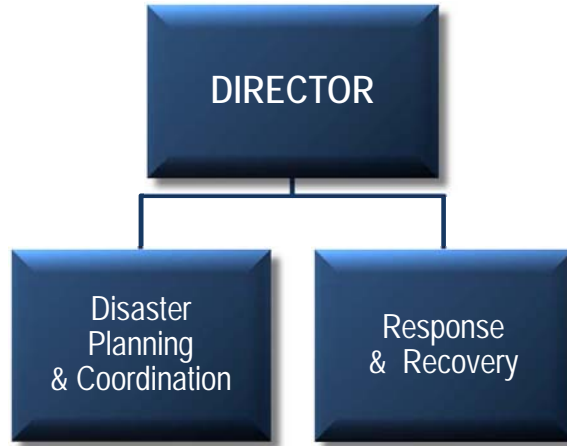 DIRECTOR
Disaster
Planning
& Coordination
Response
& Recovery